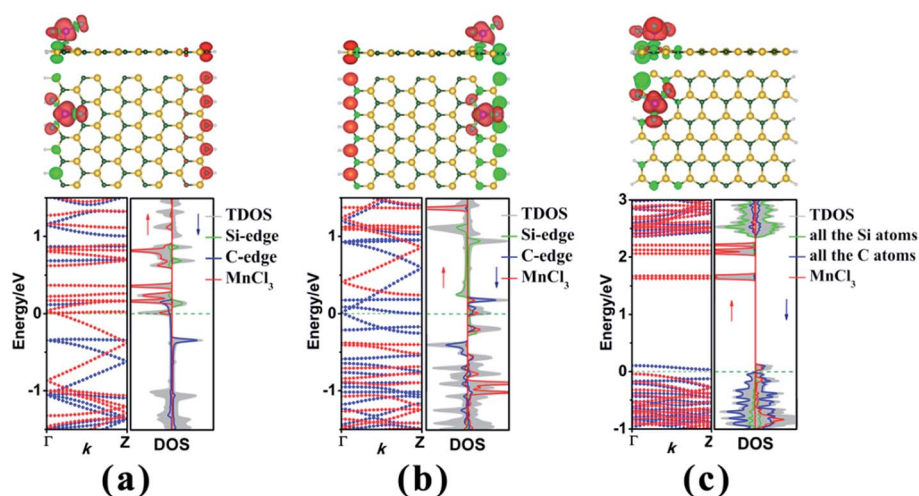 TDOS
Si-edge
C-edge
MnCl₃
Energy/eV
1
0
-1
Γ
k
Z
DOS
(a)
TDOS
Si-edge
C-edge
MnCl₃
Energy/eV
1
0
-1
Γ
k
Z
DOS
(b)
TDOS
all the Si atoms
all the C atoms
MnCl₃
Energy/eV
3
2
1
0
-1
Γ
k
Z
DOS
(c)